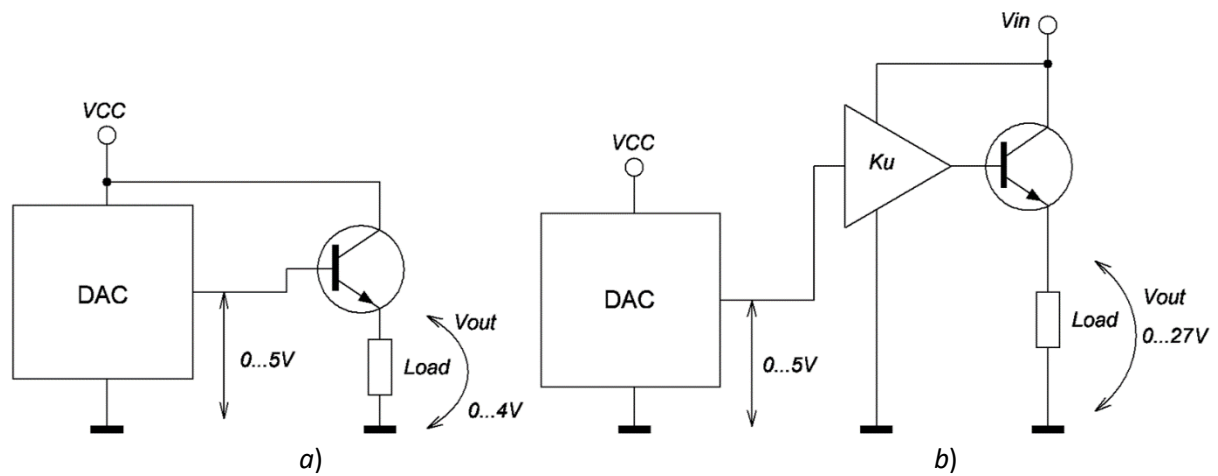 VCC
DAC
0...5V
Vout
Load
0...4V
a)
Vin
VCC
Ku
DAC
0...5V
Load
Vout
0...27V
b)